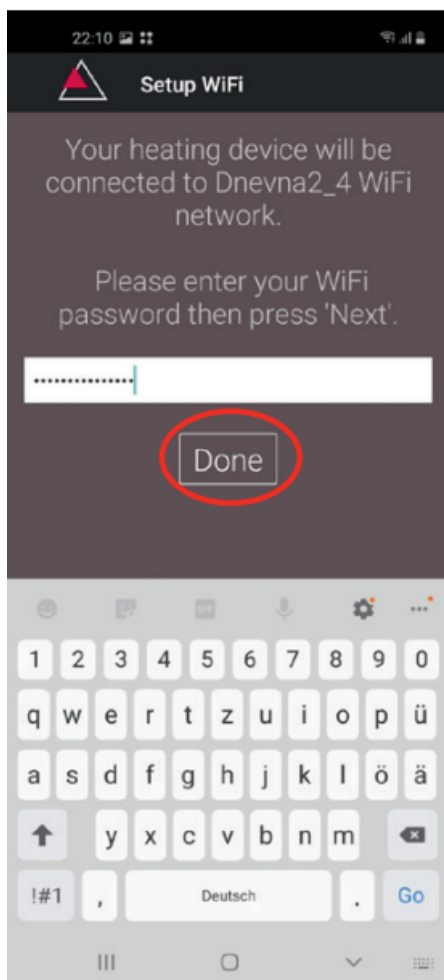 22:10
Setup WiFi
Your heating device will be
connected to Dnevna2_4 WiFi
network.
Please enter your WiFi
password then press 'Next'.
•••••••••••••••
Done
GIF
1 2 3 4 5 6 7 8 9 0
q w e r t z u i o p ü
a s d f g h j k l ö ä
y x c v b n m
!#1 , Deutsch . Go